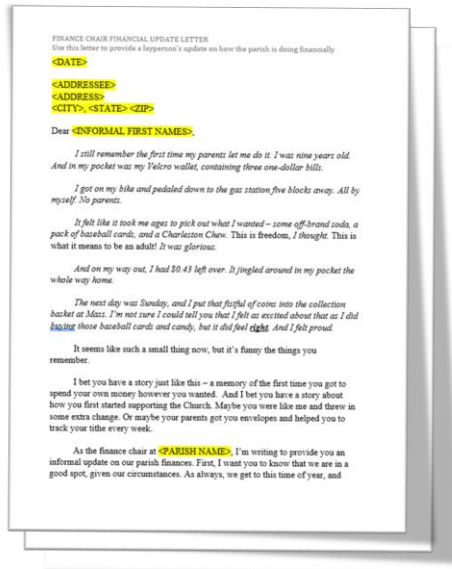 FINANCE CHAIR FINANCIAL UPDATE LETTER
Use this letter to provide a layperson's update on how the parish is doing financially
<DATE>
<ADDRESSEE>
<ADDRESS>
<CITY>, <STATE> <ZIP>
Dear <INFORMAL FIRST NAMES>,
I still remember the first time my parents let me do it. I was nine years old.
And in my pocket was my Velcro wallet, containing three one-dollar bills.
I got on my bike and pedaled down to the gas station five blocks away. All by
myself. No parents.
It felt like it took me ages to pick out what I wanted – some off-brand soda, a
pack of baseball cards, and a Charleston Chew. This is freedom, I thought. This is
what it means to be an adult! It was glorious.
And on my way out, I had $0.43 left over. It jingled around in my pocket the
whole way home.
The next day was Sunday, and I put that fistful of coins into the collection
basket at Mass. I'm not sure I could tell you that I felt as excited about that as I did
buying those baseball cards and candy, but it did feel right. And I felt proud.
It seems like such a small thing now, but it's funny the things you
remember.
I bet you have a story just like this – a memory of the first time you got to
spend your own money however you wanted. And I bet you have a story about
how you first started supporting the Church. Maybe you were like me and threw in
some extra change. Or maybe your parents got you envelopes and helped you to
track your tithe every week.
As the finance chair at <PARISH NAME>, I'm writing to provide you an
informal update on our parish finances. First, I want you to know that we are in a
good spot, given our circumstances. As always, we get to this time of year, and